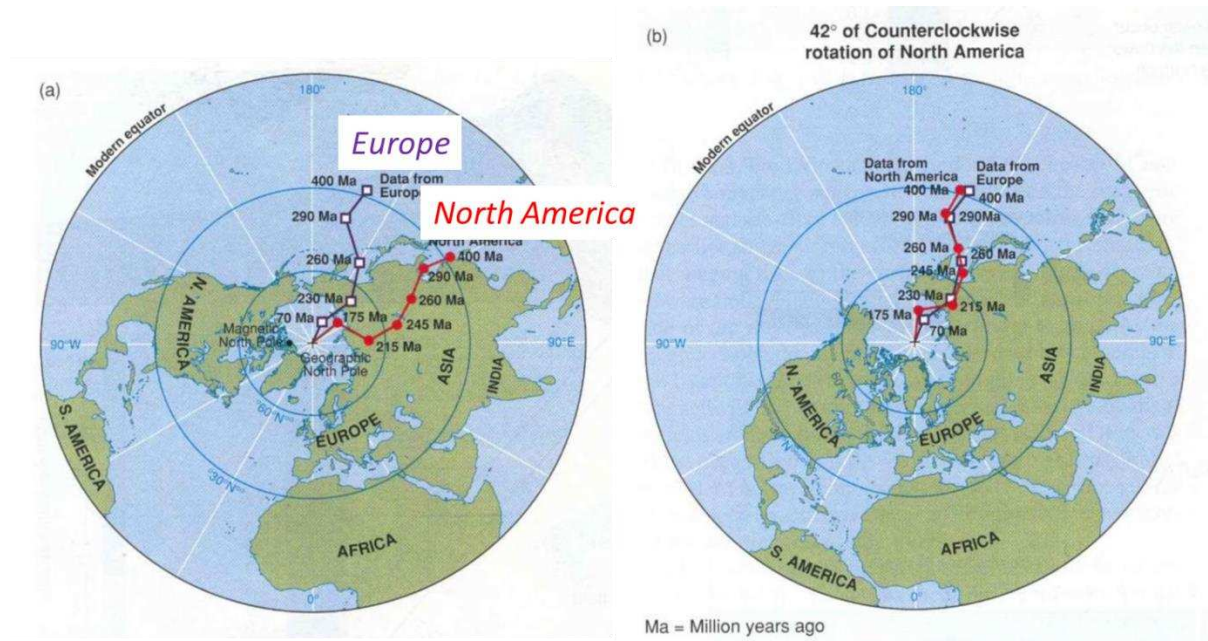 (a)
Modern equator
180°
Europe
400 Ma
Data from
Europe
North America
290 Ma
North America
400 Ma
290 Ma
260 Ma
260 Ma
230 Ma
70 Ma
175 Ma
245 Ma
215 Ma
N. AMERICA
Magnetic
North Pole
Geographic
North Pole
90°W
90°E
ASIA
INDIA
60°N
EUROPE
S. AMERICA
30°N
AFRICA
0°
(b)
42° of Counterclockwise
rotation of North America
Modern equator
180°
Data from
North America
400 Ma
Data from
Europe
400 Ma
290 Ma
290Ma
260 Ma
260 Ma
245 Ma
230 Ma
215 Ma
175 Ma
70 Ma
90°W
90°E
ASIA
INDIA
60°N
N. AMERICA
EUROPE
S. AMERICA
AFRICA
0°
Ma = Million years ago